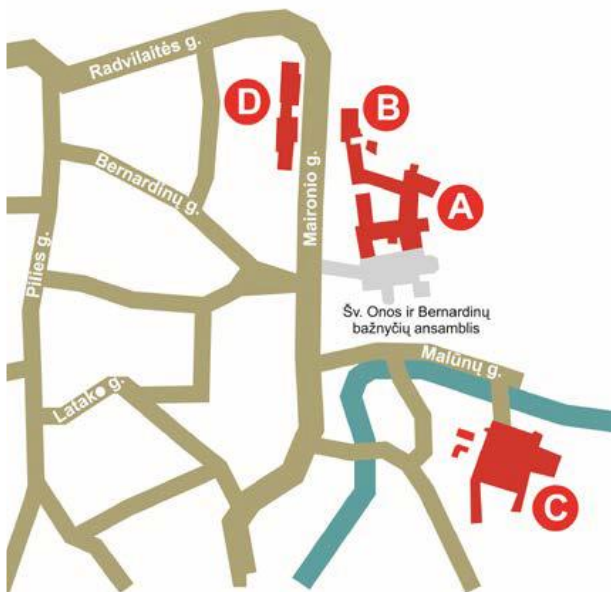 Radvilaitės g.
D
B
Bernardinų g.
Maironio g.
A
Pilies g.
Šv. Onos ir Bernardinų
bažnyčių ansamblis
Malūnų g.
Latako g.
C